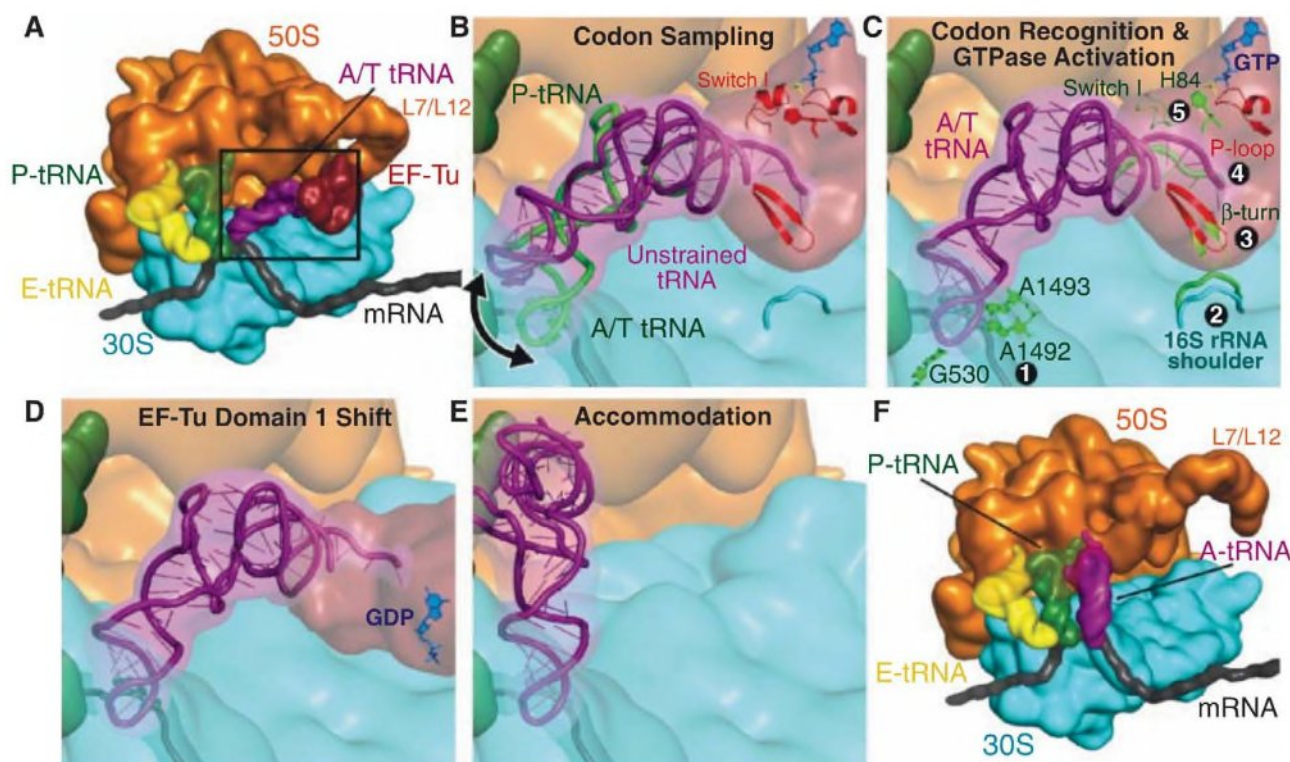 A
50S
A/T tRNA
L7/L12
P-tRNA
EF-Tu
E-tRNA
mRNA
30S
B
Codon Sampling
Switch I
P-tRNA
Unstrained
tRNA
A/T tRNA
C
Codon Recognition &
GTPase Activation
GTP
Switch I
H84
5
A/T
tRNA
P-loop
4
β-turn
3
A1493
2
16S rRNA
shoulder
A1492
1
G530
D
EF-Tu Domain 1 Shift
GDP
E
Accommodation
F
50S
L7/L12
P-tRNA
A-tRNA
E-tRNA
mRNA
30S